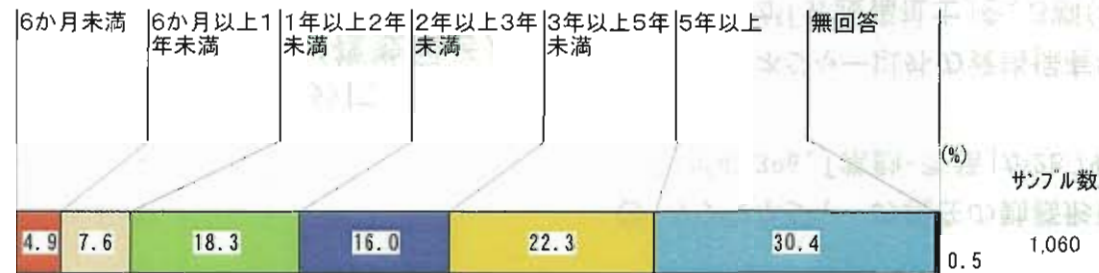 6か月未満
6か月以上1
年未満
1年以上2年
未満
2年以上3年
未満
3年以上5年
未満
5年以上
無回答
(%)
サンプル数
4.9 7.6 18.3 16.0 22.3 30.4 0.5 1,060